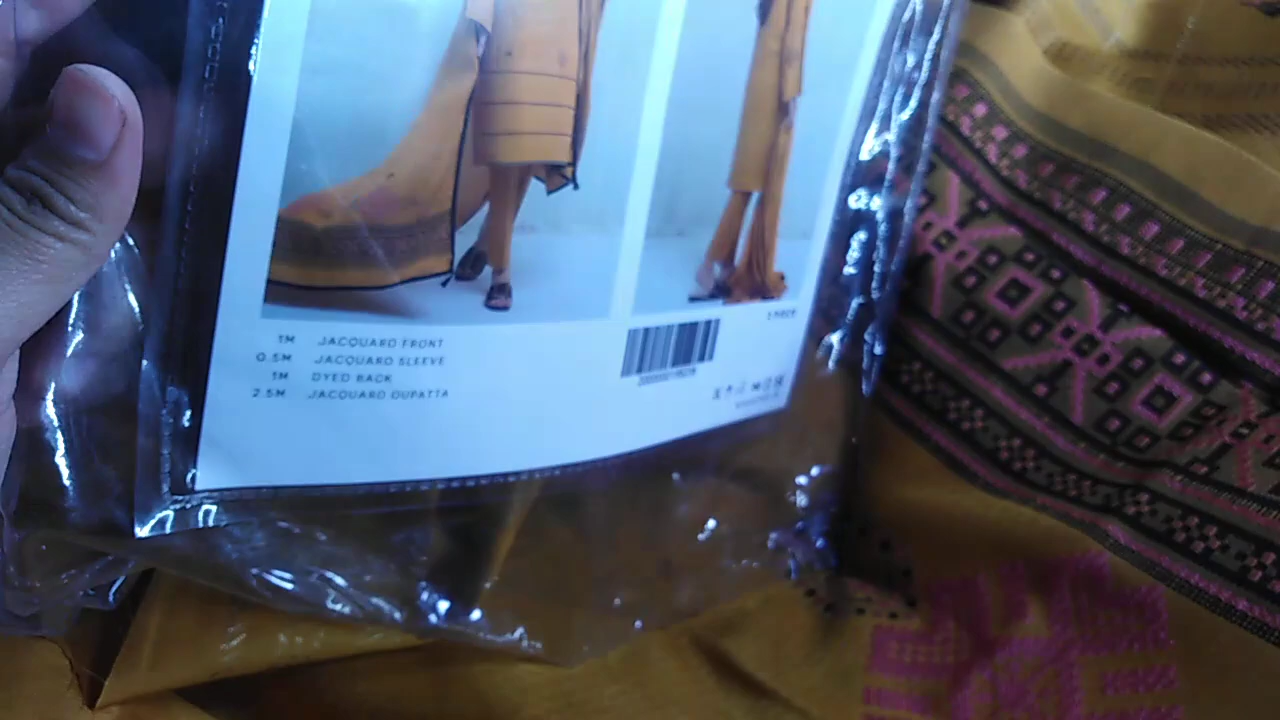 1M JACQUARD FRONT
0.5M JACQUARD SLEEVE
1M DYED BACK
2.5M JACQUARD DUPATTA